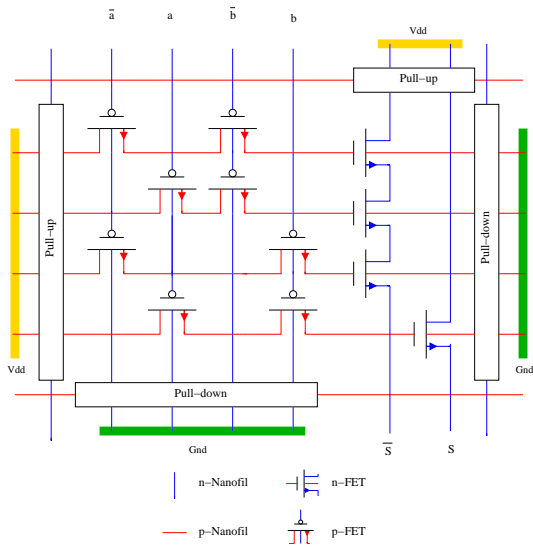 a̅ a b̅ b
Vdd
Pull-up
Pull-up
Pull-down
Vdd
Gnd
Pull-down
Gnd
S̅ S
n-Nanofil n-FET
p-Nanofil p-FET